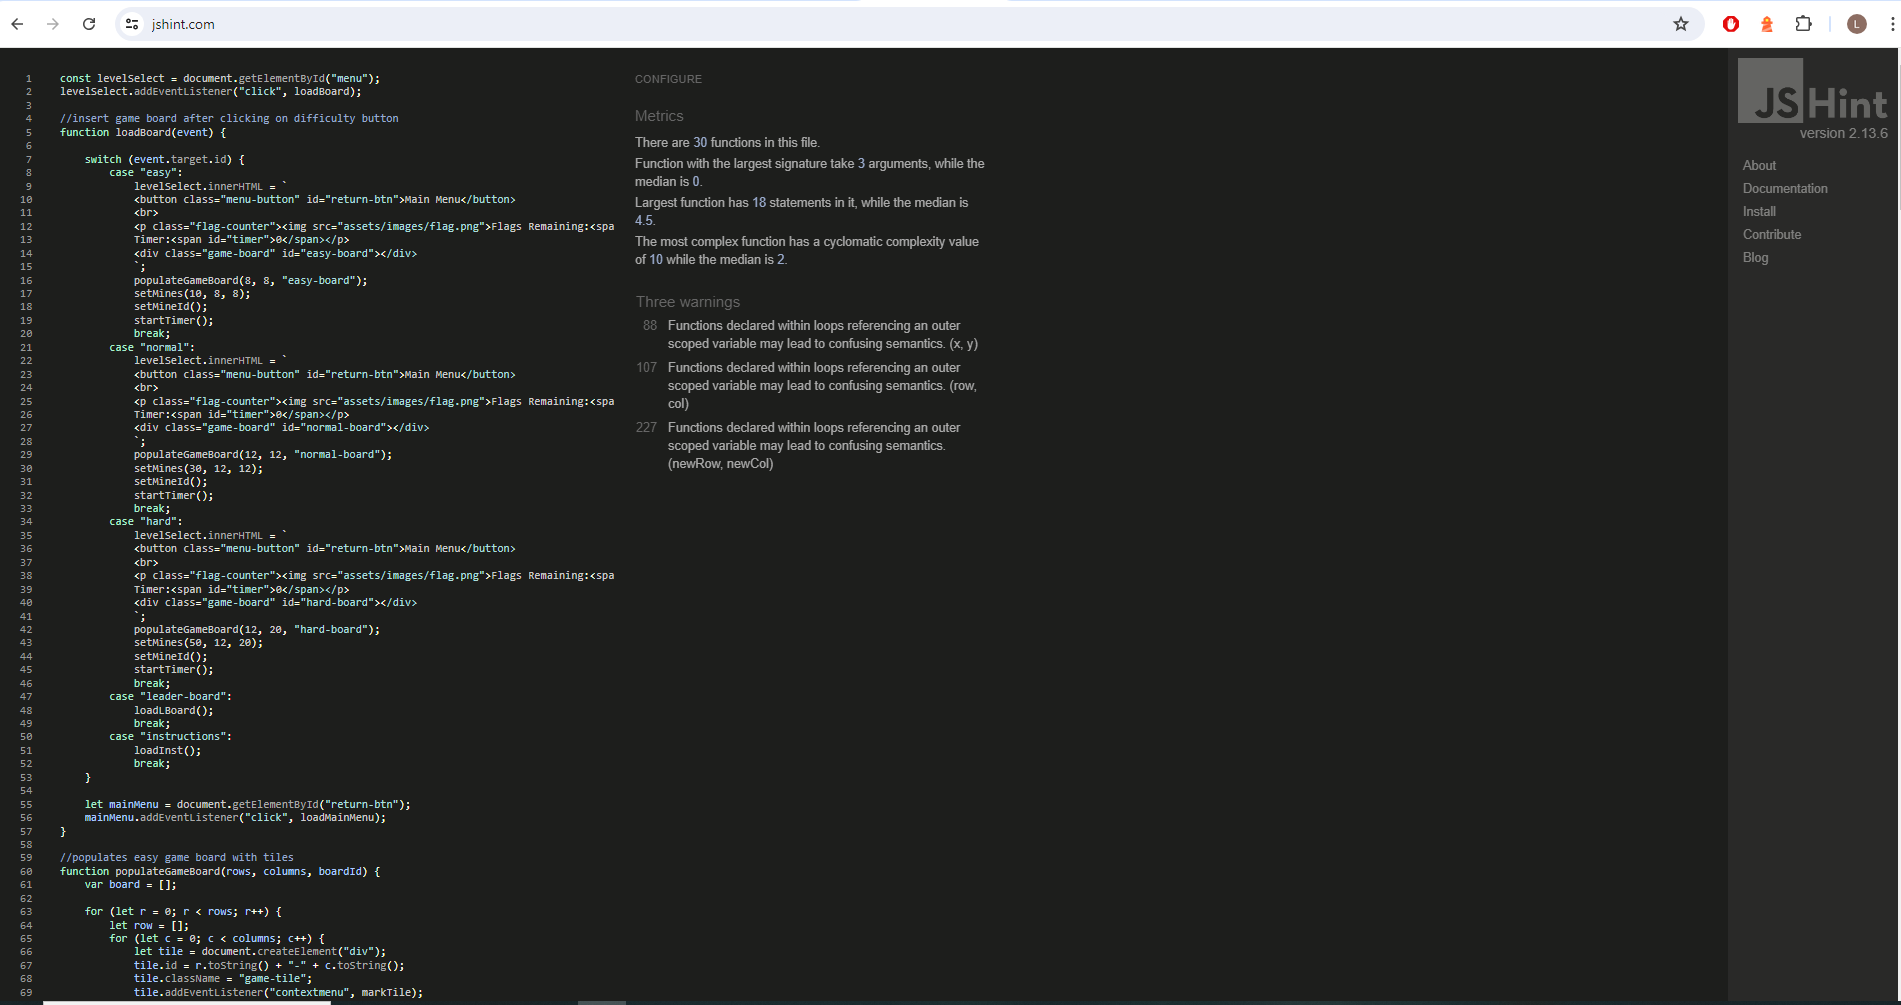 jshint.com
L
1 const levelSelect = document.getElementById("menu");
2 levelSelect.addEventListener("click", loadBoard);
3
4 //insert game board after clicking on difficulty button
5 function loadBoard(event) {
6
7 switch (event.target.id) {
8 case "easy":
9 levelSelect.innerHTML = `
10 <button class="menu-button" id="return-btn">Main Menu</button>
11 <br>
12 <p class="flag-counter"><img src="assets/images/flag.png">Flags Remaining:<spa
13 Timer:<span id="timer">0</span></p>
14 <div class="game-board" id="easy-board"></div>
15 `;
16 populateGameBoard(8, 8, "easy-board");
17 setMines(10, 8, 8);
18 setMineId();
19 startTimer();
20 break;
21 case "normal":
22 levelSelect.innerHTML = `
23 <button class="menu-button" id="return-btn">Main Menu</button>
24 <br>
25 <p class="flag-counter"><img src="assets/images/flag.png">Flags Remaining:<spa
26 Timer:<span id="timer">0</span></p>
27 <div class="game-board" id="normal-board"></div>
28 `;
29 populateGameBoard(12, 12, "normal-board");
30 setMines(30, 12, 12);
31 setMineId();
32 startTimer();
33 break;
34 case "hard":
35 levelSelect.innerHTML = `
36 <button class="menu-button" id="return-btn">Main Menu</button>
37 <br>
38 <p class="flag-counter"><img src="assets/images/flag.png">Flags Remaining:<spa
39 Timer:<span id="timer">0</span></p>
40 <div class="game-board" id="hard-board"></div>
41 `;
42 populateGameBoard(12, 20, "hard-board");
43 setMines(50, 12, 20);
44 setMineId();
45 startTimer();
46 break;
47 case "leader-board":
48 loadLBoard();
49 break;
50 case "instructions":
51 loadInst();
52 break;
53 }
54
55 let mainMenu = document.getElementById("return-btn");
56 mainMenu.addEventListener("click", loadMainMenu);
57 }
58
59 //populates easy game board with tiles
60 function populateGameBoard(rows, columns, boardId) {
61 var board = [];
62
63 for (let r = 0; r < rows; r++) {
64 let row = [];
65 for (let c = 0; c < columns; c++) {
66 let tile = document.createElement("div");
67 tile.id = r.toString() + "-" + c.toString();
68 tile.className = "game-tile";
69 tile.addEventListener("contextmenu", markTile);
CONFIGURE
Metrics
There are 30 functions in this file.
Function with the largest signature take 3 arguments, while the
median is 0.
Largest function has 18 statements in it, while the median is
4.5.
The most complex function has a cyclomatic complexity value
of 10 while the median is 2.
Three warnings
88 Functions declared within loops referencing an outer
scoped variable may lead to confusing semantics. (x, y)
107 Functions declared within loops referencing an outer
scoped variable may lead to confusing semantics. (row,
col)
227 Functions declared within loops referencing an outer
scoped variable may lead to confusing semantics.
(newRow, newCol)
JSHint
version 2.13.6
About
Documentation
Install
Contribute
Blog